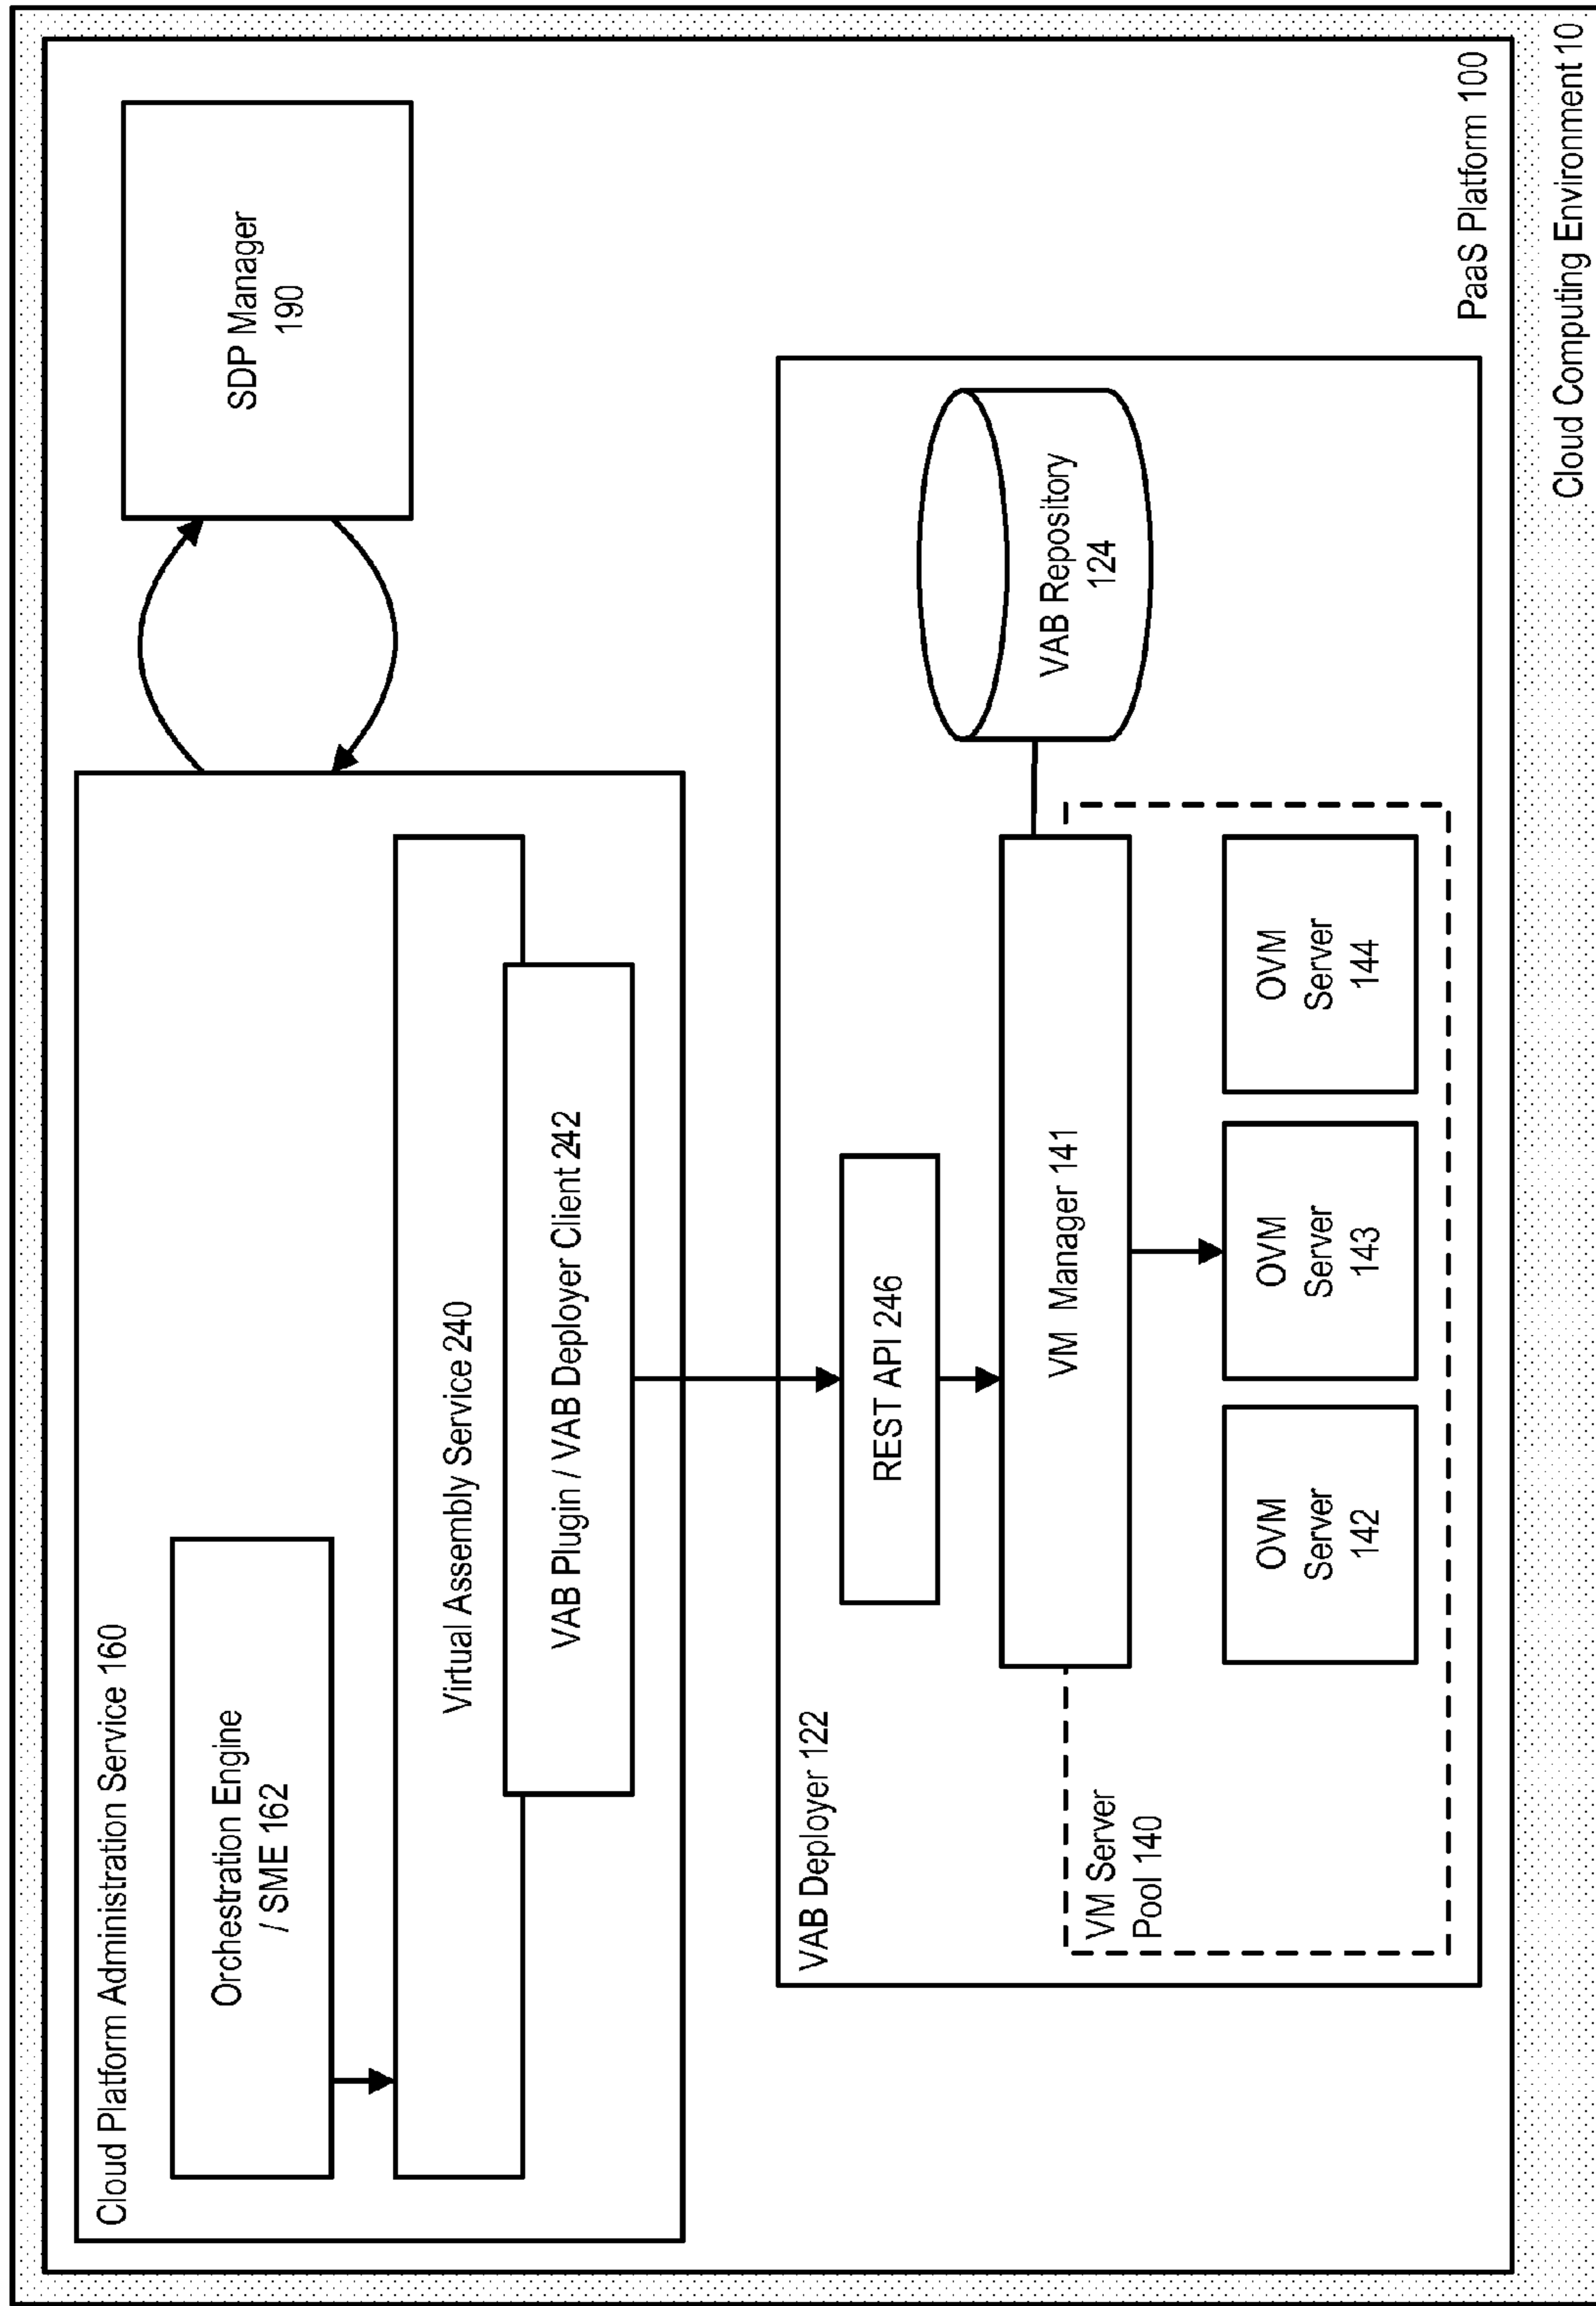 Cloud Platform Administration Service 160
Orchestration Engine
/ SME 162
Virtual Assembly Service 240
VAB Plugin / VAB Deployer Client 242
SDP Manager
190
VAB Deployer 122
REST API 246
VM Manager 141
VAB Repository
124
VM Server
Pool 140
OVM
Server
142
OVM
Server
143
OVM
Server
144
PaaS Platform 100
Cloud Computing Environment 10